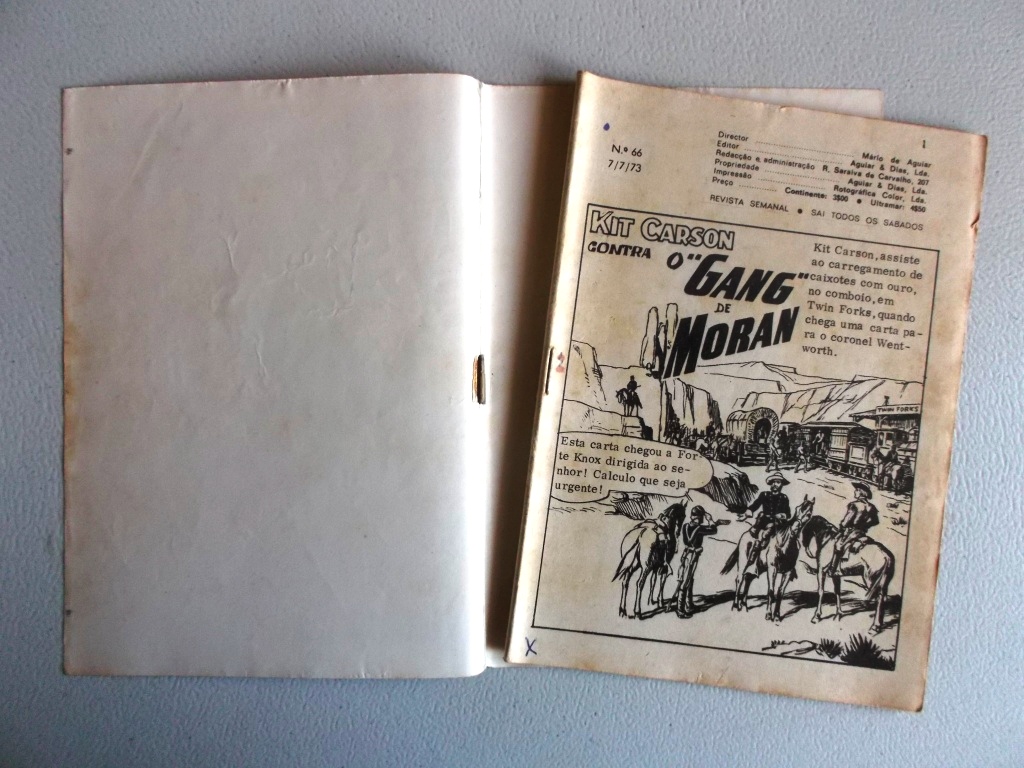 N.º 66
7/7/73
1
Director ........ Mário de Aguiar
Editor ........ Aguiar & Dias, Lda.
Redacção e administração R. Saraiva de Carvalho, 207
Propriedade ........ Aguiar & Dias, Lda.
Impressão ........ Rotográfica Color, Lda.
Preço ........ Continente: 3$00 ● Ultramar: 4$50
REVISTA SEMANAL ● SAI TODOS OS SABADOS
KIT CARSON
CONTRA O "GANG"
DE
MORAN
Kit Carson, assiste
ao carregamento de
caixotes com ouro,
no comboio, em
Twin Forks, quando
chega uma carta pa-
ra o coronel Went-
worth.
TWIN FORKS
Esta carta chegou a For-
te Knox dirigida ao se-
nhor! Calculo que seja
urgente!
X